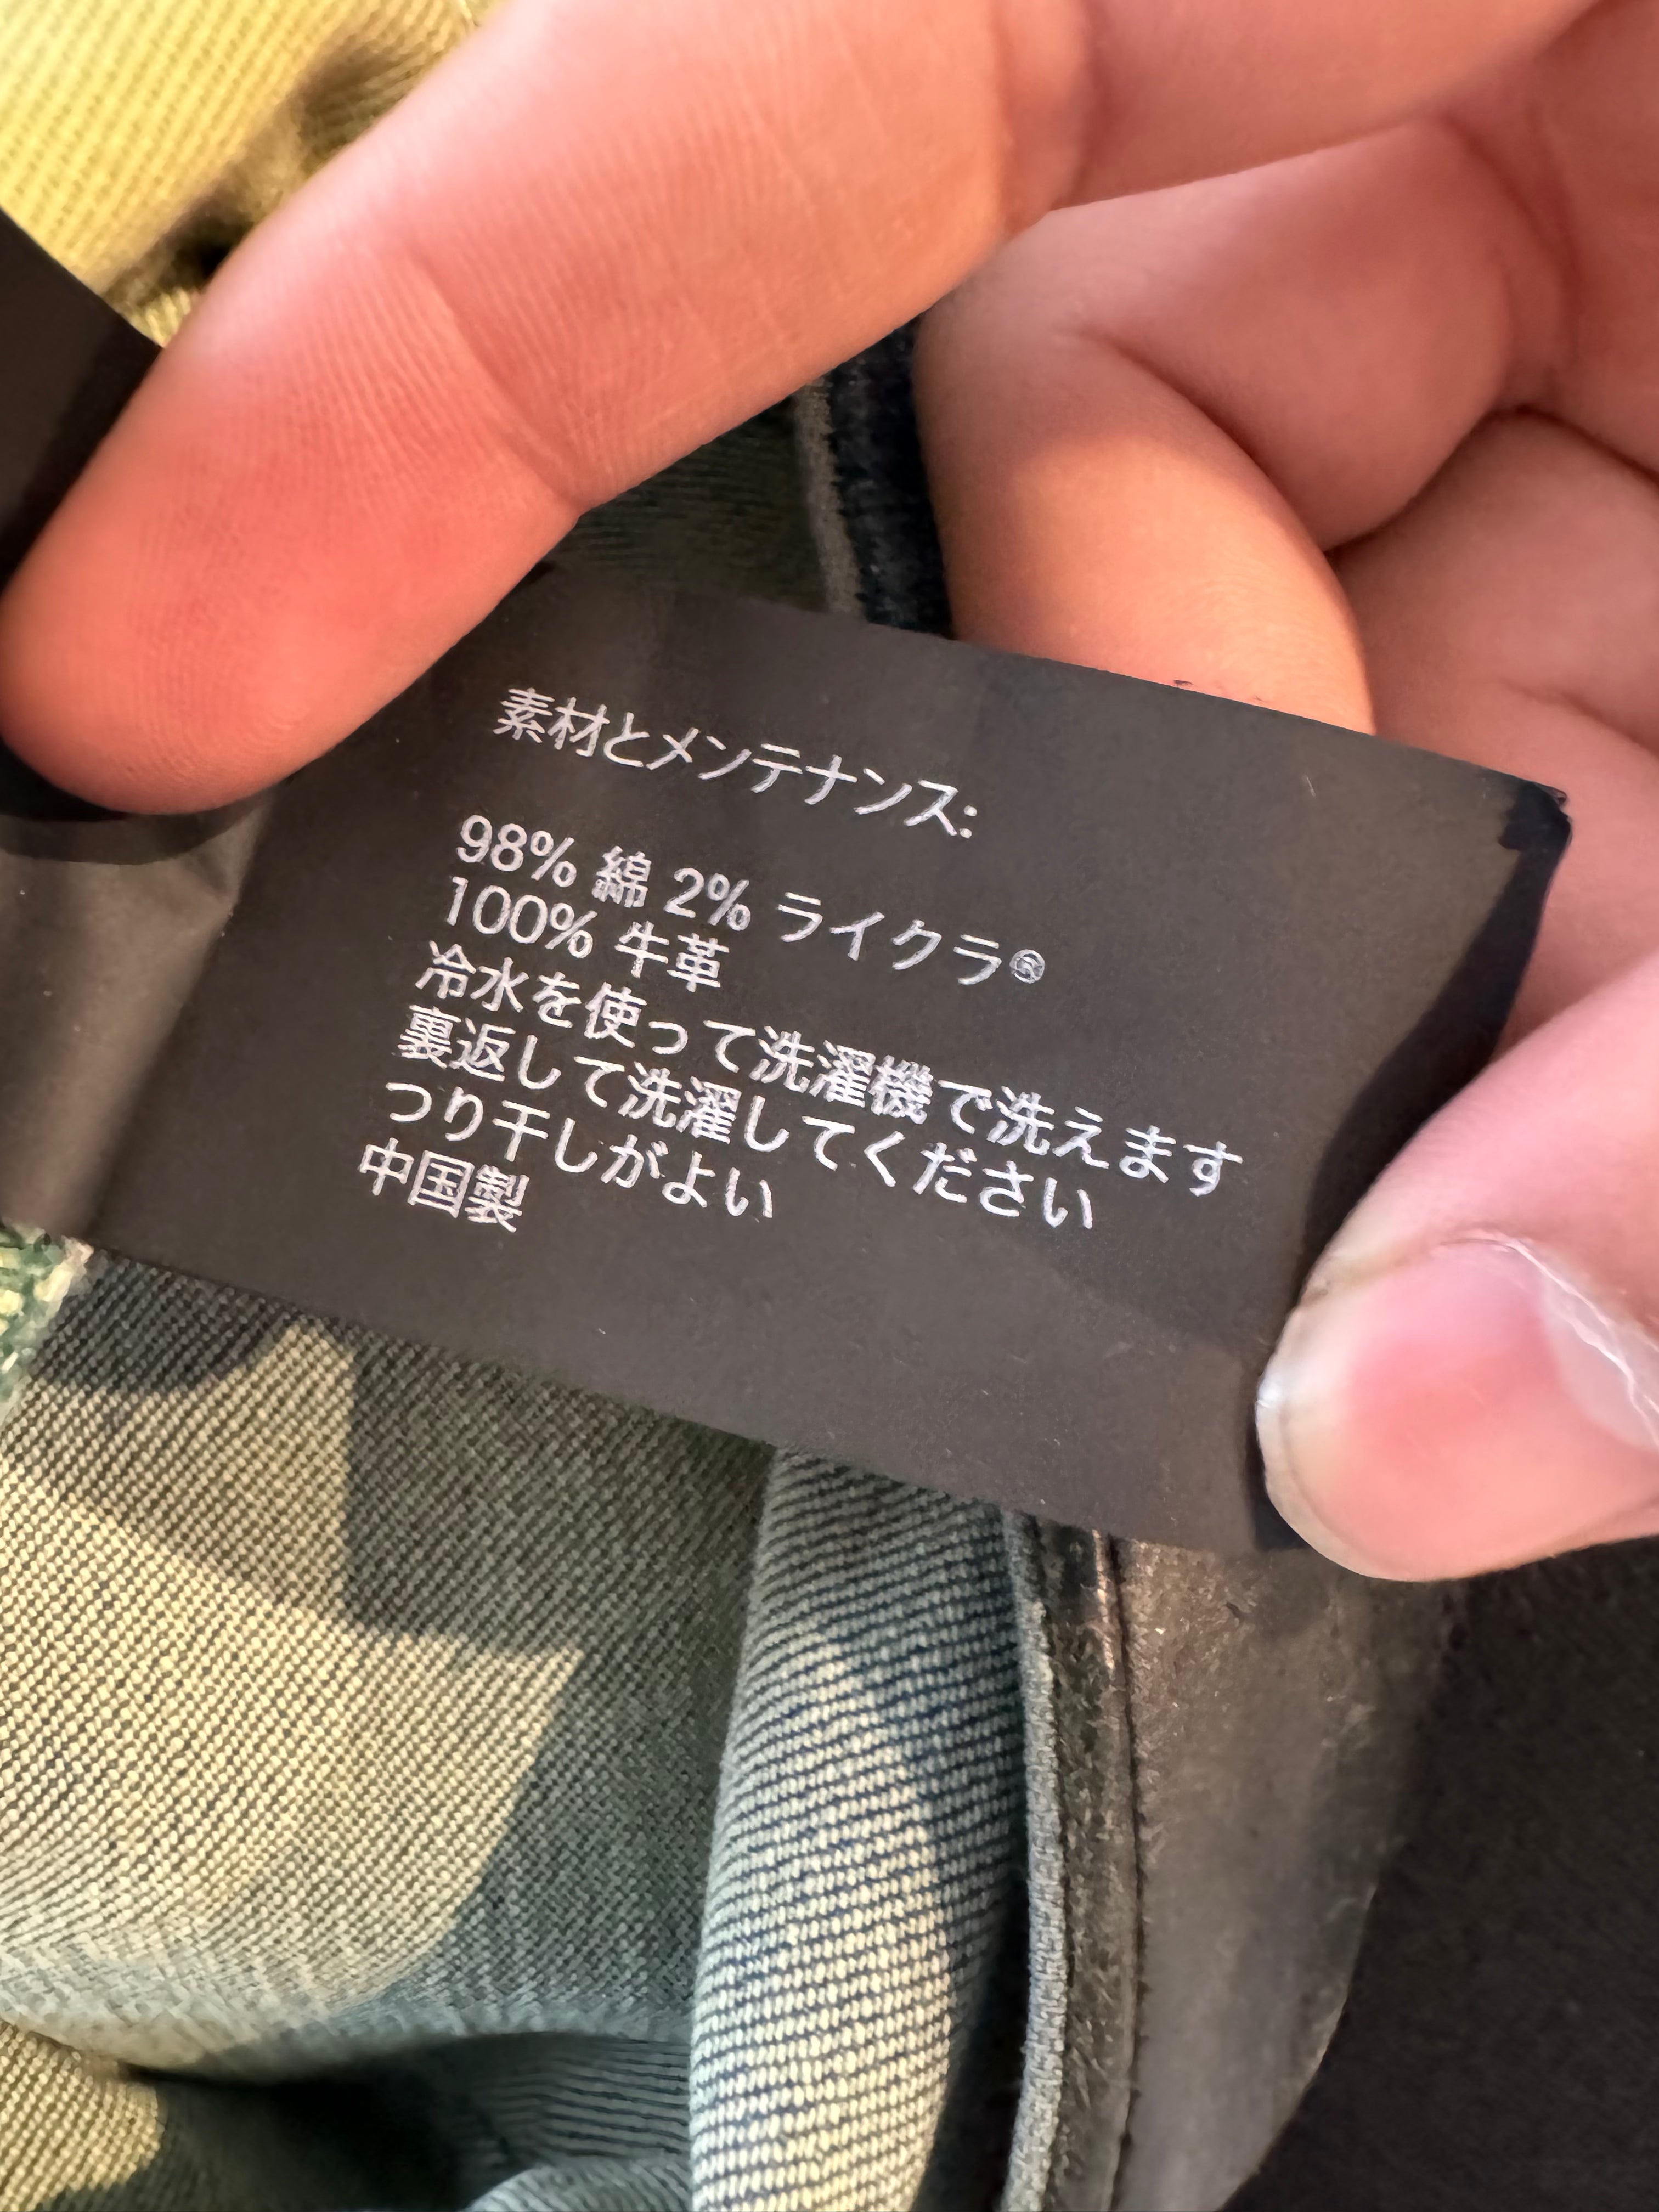 素材とメンテナンス:
98% 綿 2% ライクラ®
100% 牛革
冷水を使って洗濯機で洗えます
裏返して洗濯してください
つり干しがよい
中国製